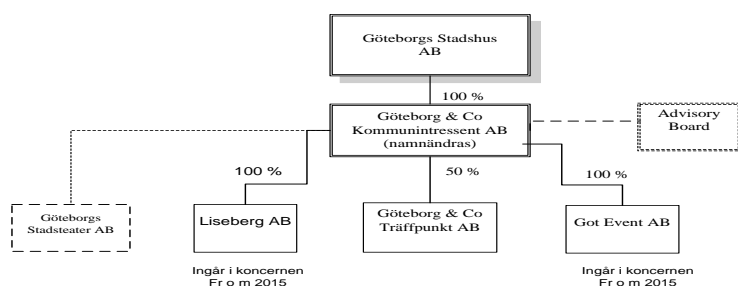 Göteborgs Stadshus
AB
100 %
Göteborg & Co
Kommunintressent AB
(namnändras)
Advisory
Board
100 %
50 %
100 %
Göteborgs
Stadsteater AB
Liseberg AB
Göteborg & Co
Träffpunkt AB
Got Event AB
Ingår i koncernen
Fr o m 2015
Ingår i koncernen
Fr o m 2015